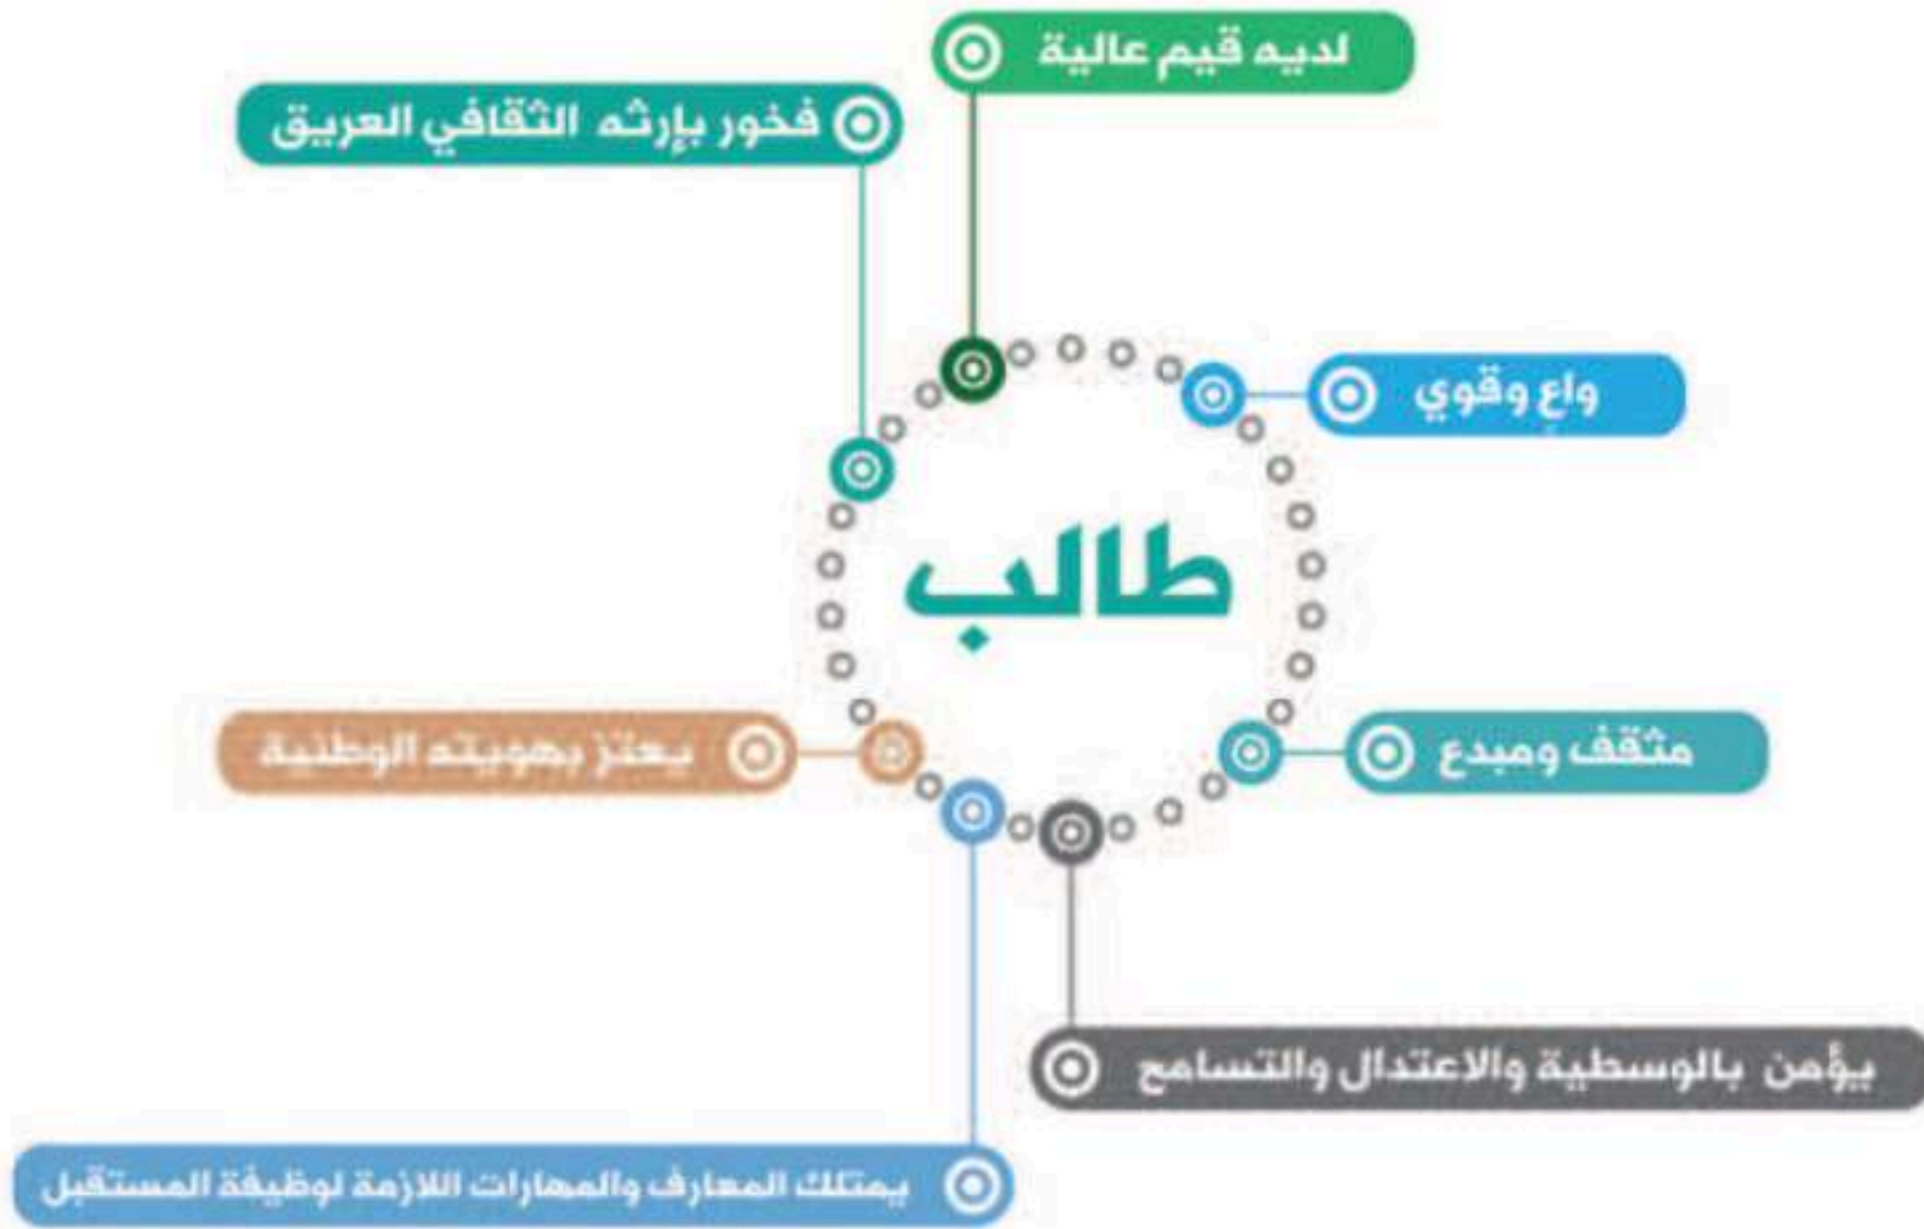 لديه قيم عالية
فخور بإرثه الثقافي العريق
واعٍ وقوي
طالب
مثقف ومبدع
يعتز بهويته الوطنية
يؤمن بالوسطية والاعتدال والتسامح
يمتلك المعارف والمهارات اللازمة لوظيفة المستقبل